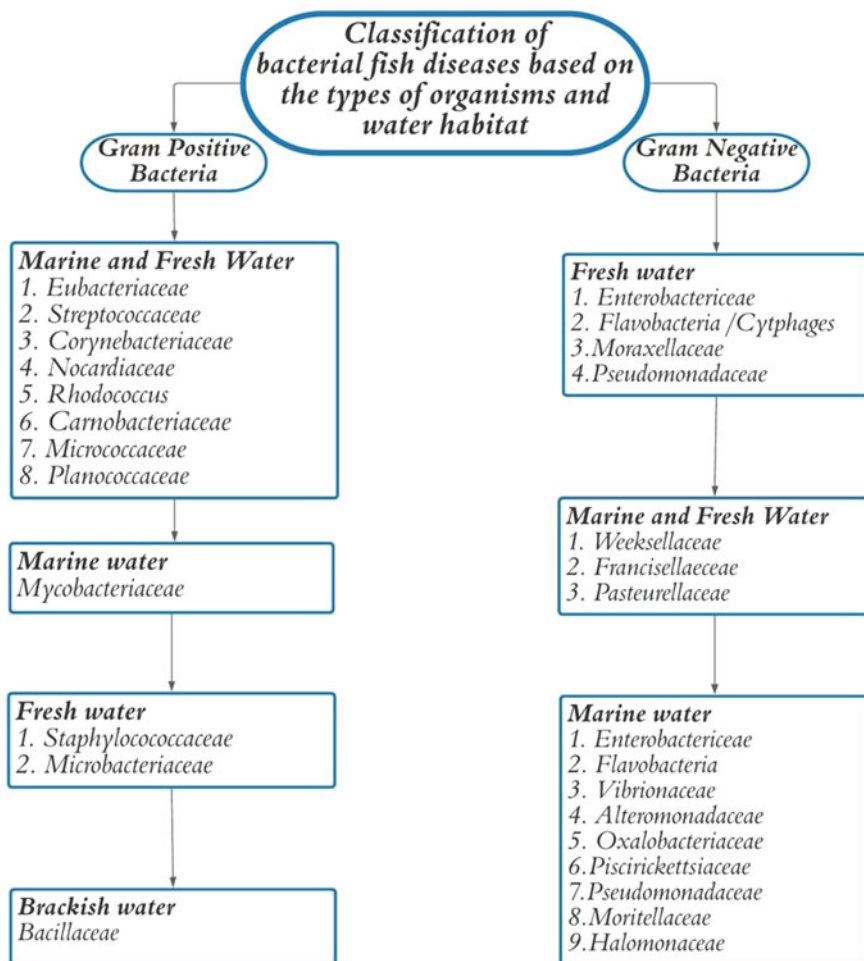 Classification of
bacterial fish diseases based on
the types of organisms and
water habitat
Gram Positive
Bacteria
Marine and Fresh Water
1. Eubacteriaceae
2. Streptococcaceae
3. Corynebacteriaceae
4. Nocardiaceae
5. Rhodococcus
6. Carnobacteriaceae
7. Micrococcaceae
8. Planococcaceae
Marine water
Mycobacteriaceae
Fresh water
1. Staphylocococcaceae
2. Microbacteriaceae
Brackish water
Bacillaceae
Gram Negative
Bacteria
Fresh water
1. Enterobactericeae
2. Flavobacteria /Cytphages
3.Moraxellaceae
4.Pseudomonadaceae
Marine and Fresh Water
1. Weeksellaceae
2. Francisellaeceae
3. Pasteurellaceae
Marine water
1. Enterobactericeae
2. Flavobacteria
3. Vibrionaceae
4. Alteromonadaceae
5. Oxalobacteriaceae
6.Piscirickettsiaceae
7.Pseudomonadaceae
8.Moritellaceae
9.Halomonaceae